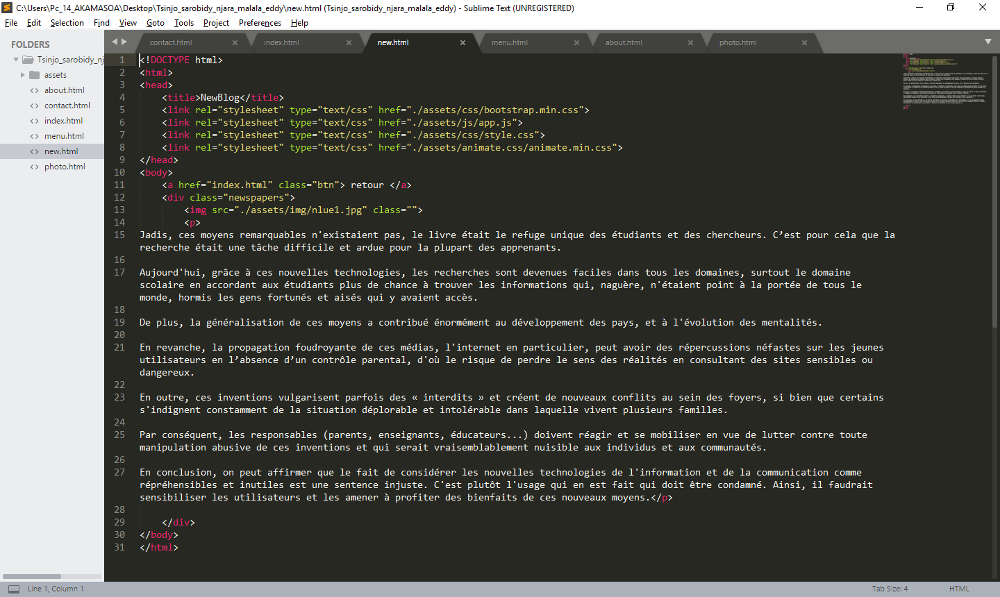 C:\Users\Pc_14_AKAMASOA\Desktop\Tsinjo_sarobidy_njara_malala_eddy\new.html (Tsinjo_sarobidy_njara_malala_eddy) - Sublime Text (UNREGISTERED)
File Edit Selection Find View Goto Tools Project Preferences Help
FOLDERS
Tsinjo_sarobidy_nj
assets
about.html
contact.html
index.html
menu.html
new.html
photo.html
contact.html index.html new.html menu.html about.html photo.html
1 <!DOCTYPE html>
2 <html>
3 <head>
4 <title>NewBlog</title>
5 <link rel="stylesheet" type="text/css" href="./assets/css/bootstrap.min.css">
6 <link rel="stylesheet" type="text/css" href="./assets/js/app.js">
7 <link rel="stylesheet" type="text/css" href="./assets/css/style.css">
8 <link rel="stylesheet" type="text/css" href="./assets/animate.css/animate.min.css">
9 </head>
10 <body>
11 <a href="index.html" class="btn"> retour </a>
12 <div class="newspapers">
13 <img src="./assets/img/nlue1.jpg" class="">
14 <p>
15 Jadis, ces moyens remarquables n'existaient pas, le livre était le refuge unique des étudiants et des chercheurs. C’est pour cela que la
recherche était une tâche difficile et ardue pour la plupart des apprenants.
16
17 Aujourd'hui, grâce à ces nouvelles technologies, les recherches sont devenues faciles dans tous les domaines, surtout le domaine
scolaire en accordant aux étudiants plus de chance à trouver les informations qui, naguère, n'étaient point à la portée de tous le
monde, hormis les gens fortunés et aisés qui y avaient accès.
18
19 De plus, la généralisation de ces moyens a contribué énormément au développement des pays, et à l'évolution des mentalités.
20
21 En revanche, la propagation foudroyante de ces médias, l'internet en particulier, peut avoir des répercussions néfastes sur les jeunes
utilisateurs en l’absence d’un contrôle parental, d'où le risque de perdre le sens des réalités en consultant des sites sensibles ou
dangereux.
22
23 En outre, ces inventions vulgarisent parfois des « interdits » et créent de nouveaux conflits au sein des foyers, si bien que certains
s'indignent constamment de la situation déplorable et intolérable dans laquelle vivent plusieurs familles.
24
25 Par conséquent, les responsables (parents, enseignants, éducateurs...) doivent réagir et se mobiliser en vue de lutter contre toute
manipulation abusive de ces inventions et qui serait vraisemblablement nuisible aux individus et aux communautés.
26
27 En conclusion, on peut affirmer que le fait de considérer les nouvelles technologies de l'information et de la communication comme
répréhensibles et inutiles est une sentence injuste. C'est plutôt l'usage qui en est fait qui doit être condamné. Ainsi, il faudrait
sensibiliser les utilisateurs et les amener à profiter des bienfaits de ces nouveaux moyens.</p>
28
29 </div>
30 </body>
31 </html>
Line 1, Column 1 Tab Size: 4 HTML